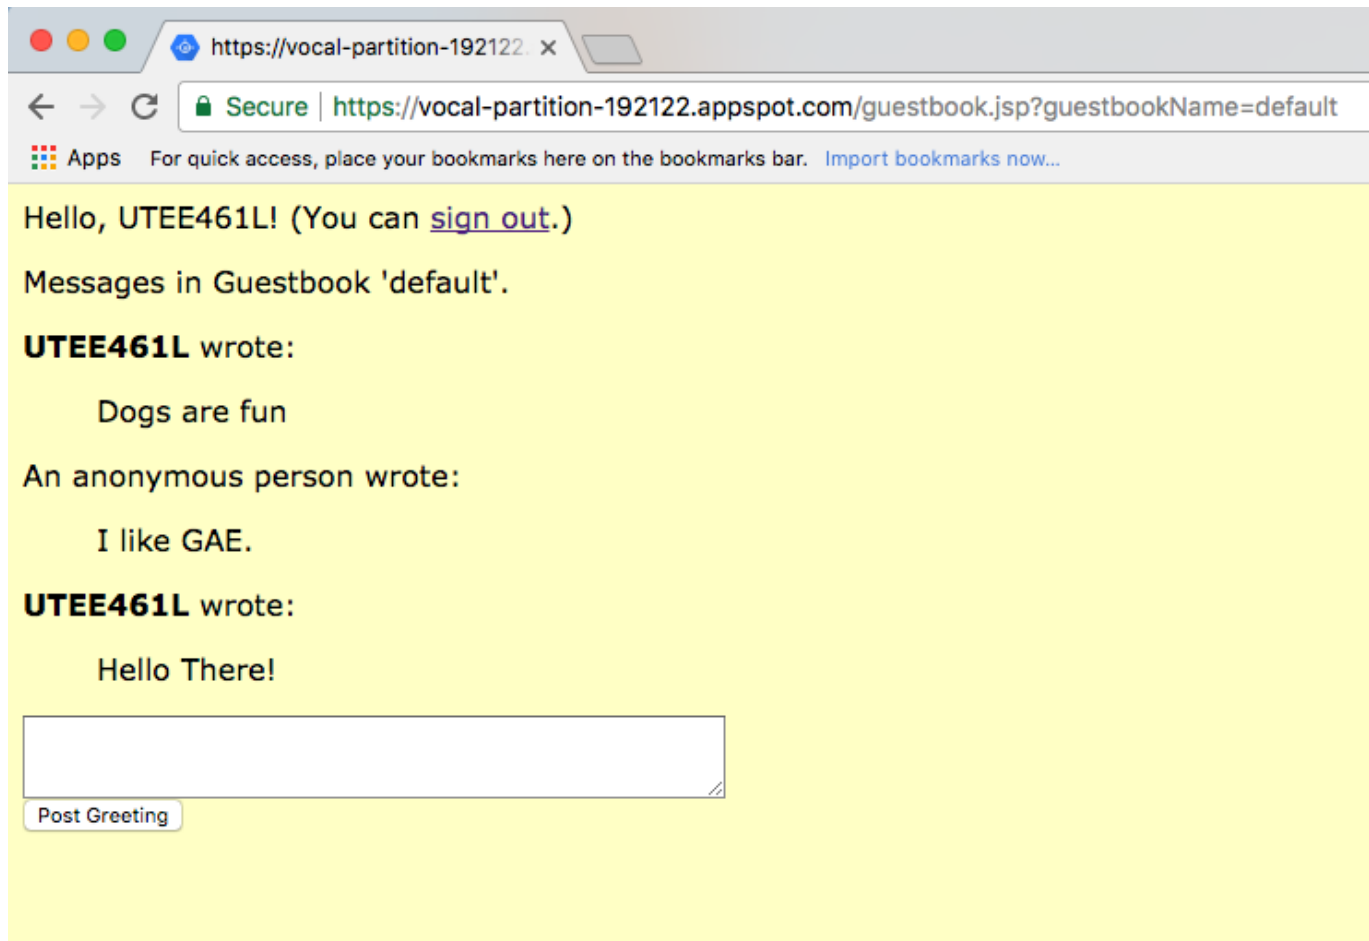 https://vocal-partition-192122.
Secure | https://vocal-partition-192122.appspot.com/guestbook.jsp?guestbookName=default
Apps For quick access, place your bookmarks here on the bookmarks bar. Import bookmarks now...
Hello, UTEE461L! (You can sign out.)
Messages in Guestbook 'default'.
UTEE461L wrote:
Dogs are fun
An anonymous person wrote:
I like GAE.
UTEE461L wrote:
Hello There!
Post Greeting